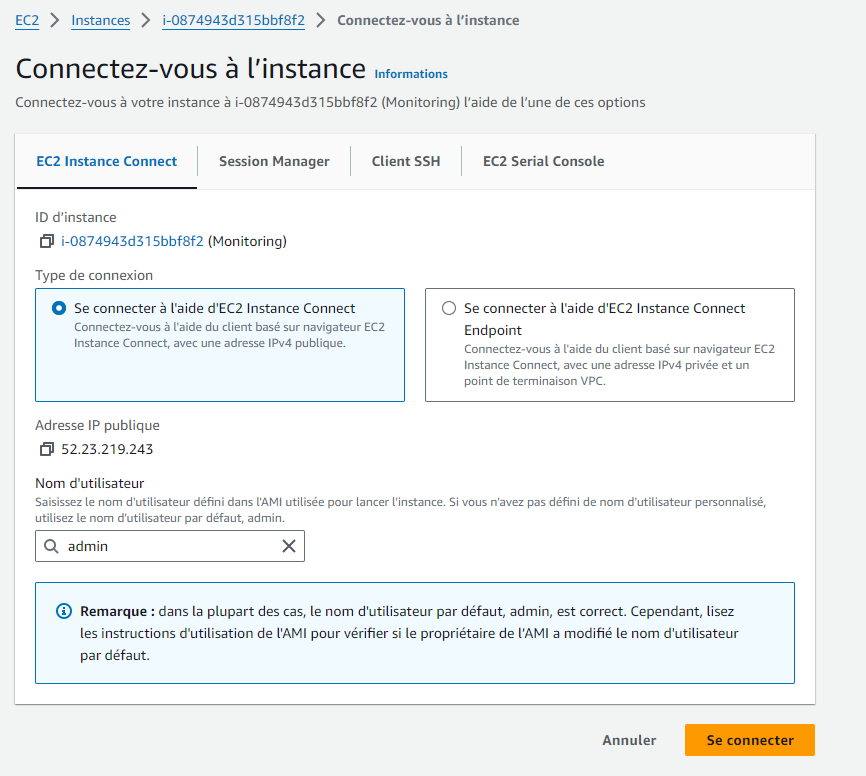 EC2 > Instances > i-0874943d315bbf8f2 > Connectez-vous à l'instance
Connectez-vous à l'instance Informations
Connectez-vous à votre instance à i-0874943d315bbf8f2 (Monitoring) l'aide de l'une de ces options
EC2 Instance Connect Session Manager Client SSH EC2 Serial Console
ID d'instance
i-0874943d315bbf8f2 (Monitoring)
Type de connexion
Se connecter à l'aide d'EC2 Instance Connect
Connectez-vous à l'aide du client basé sur navigateur EC2
Instance Connect, avec une adresse IPv4 publique.
Se connecter à l'aide d'EC2 Instance Connect
Endpoint
Connectez-vous à l'aide du client basé sur navigateur EC2
Instance Connect, avec une adresse IPv4 privée et un
point de terminaison VPC.
Adresse IP publique
52.23.219.243
Nom d'utilisateur
Saisissez le nom d'utilisateur défini dans l'AMI utilisée pour lancer l'instance. Si vous n'avez pas défini de nom d'utilisateur personnalisé,
utilisez le nom d'utilisateur par défaut, admin.
admin
Remarque : dans la plupart des cas, le nom d'utilisateur par défaut, admin, est correct. Cependant, lisez
les instructions d'utilisation de l'AMI pour vérifier si le propriétaire de l'AMI a modifié le nom d'utilisateur
par défaut.
Annuler Se connecter